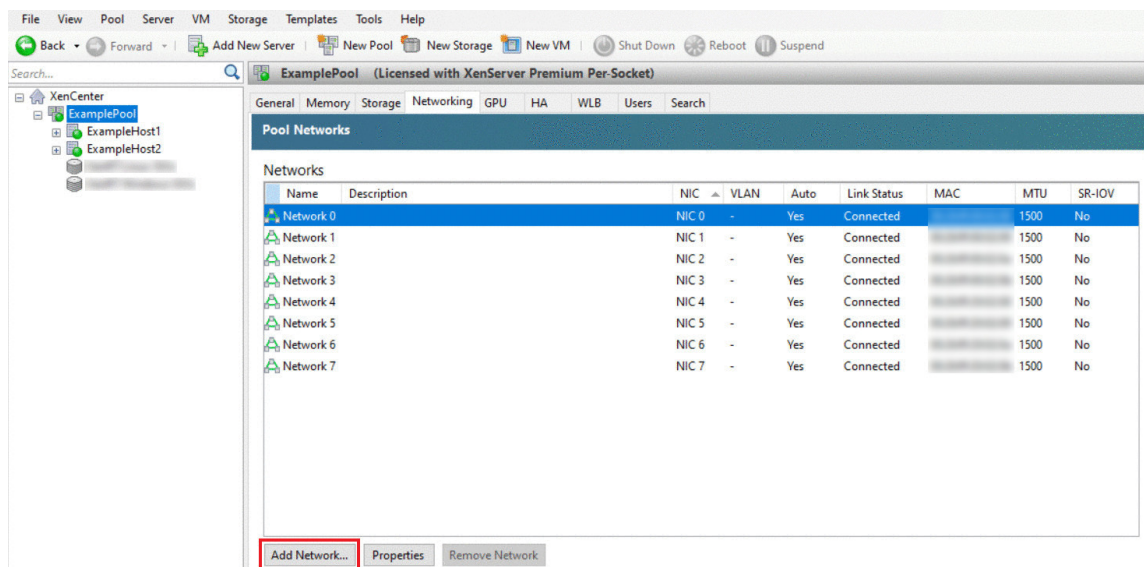 File View Pool Server VM Storage Templates Tools Help
Back Forward Add New Server New Pool New Storage New VM Shut Down Reboot Suspend
Search...
ExamplePool (Licensed with XenServer Premium Per-Socket)
XenCenter
ExamplePool
ExampleHost1
ExampleHost2
General Memory Storage Networking GPU HA WLB Users Search
Pool Networks
Networks
Name Description NIC VLAN Auto Link Status MAC MTU SR-IOV
Network 0 NIC 0 - Yes Connected 1500 No
Network 1 NIC 1 - Yes Connected 1500 No
Network 2 NIC 2 - Yes Connected 1500 No
Network 3 NIC 3 - Yes Connected 1500 No
Network 4 NIC 4 - Yes Connected 1500 No
Network 5 NIC 5 - Yes Connected 1500 No
Network 6 NIC 6 - Yes Connected 1500 No
Network 7 NIC 7 - Yes Connected 1500 No
Add Network... Properties Remove Network